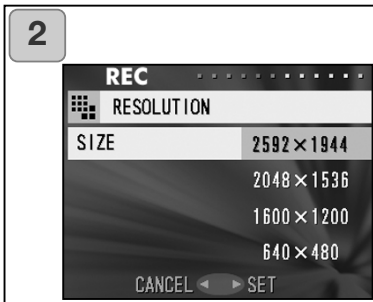 2
REC
RESOLUTION
SIZE 2592×1944
2048×1536
1600×1200
640×480
CANCEL ◀ ▶ SET